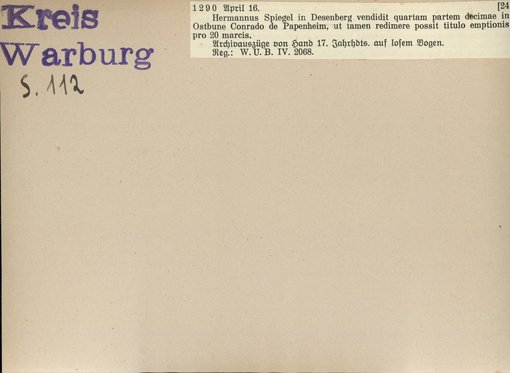 Kreis
Warburg
S. 112
1290 April 16. [24
Hermannus Spiegel in Desenberg vendidit quartam partem decimae in
Ostbune Conrado de Papenheim, ut tamen redimere possit titulo emptionis
pro 20 marcis.
Archivauszüge von Hand 17. Jahrhdts. auf losem Bogen.
Reg.: W. U. B. IV. 2068.